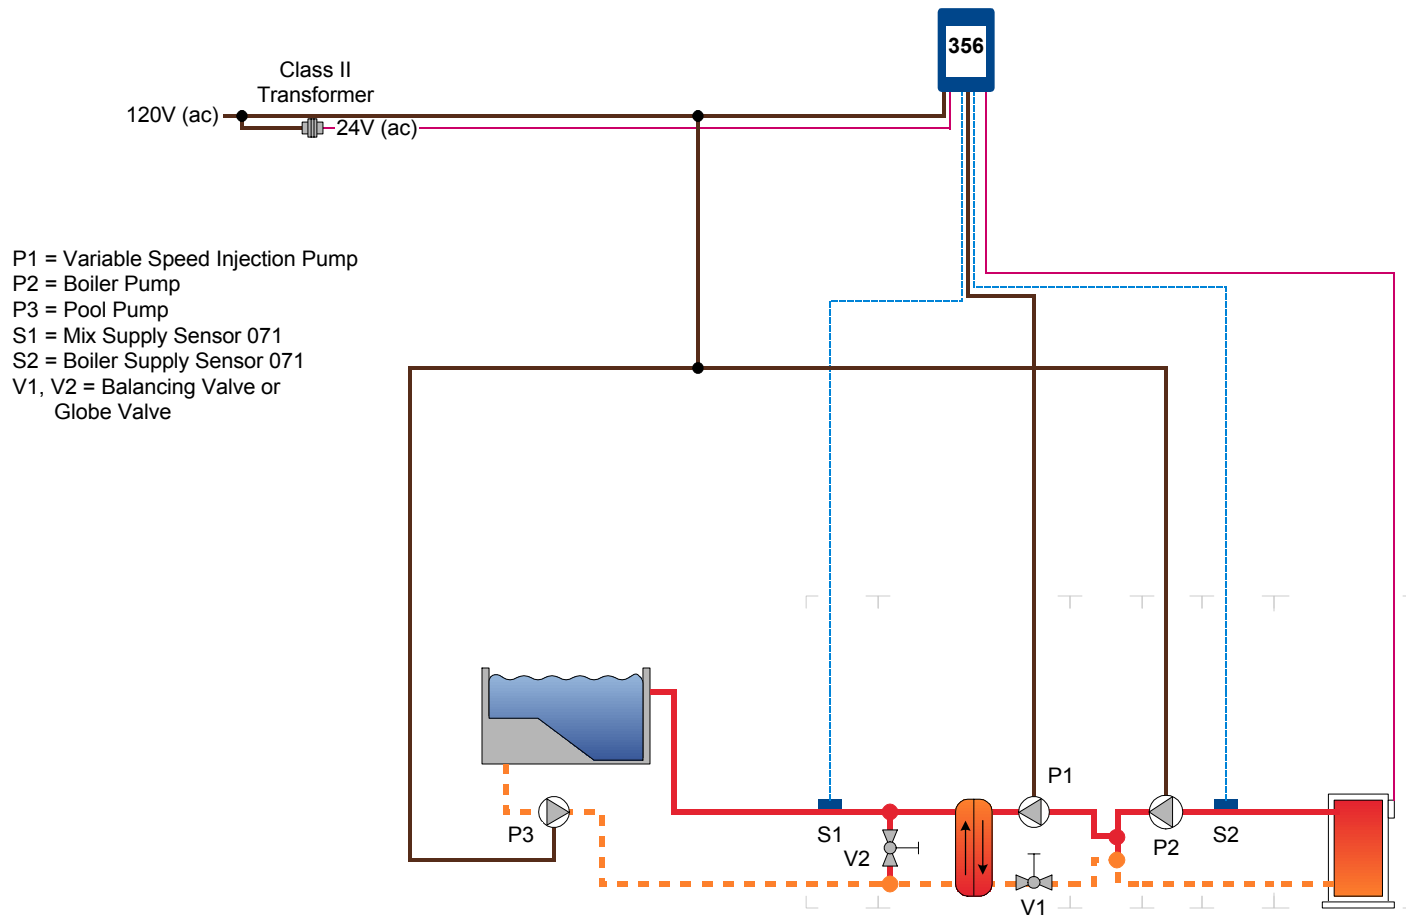 356
Class II
Transformer
120V (ac)
24V (ac)
P1 = Variable Speed Injection Pump
P2 = Boiler Pump
P3 = Pool Pump
S1 = Mix Supply Sensor 071
S2 = Boiler Supply Sensor 071
V1, V2 = Balancing Valve or
Globe Valve
P1
P3
S1
V2
P2
S2
V1